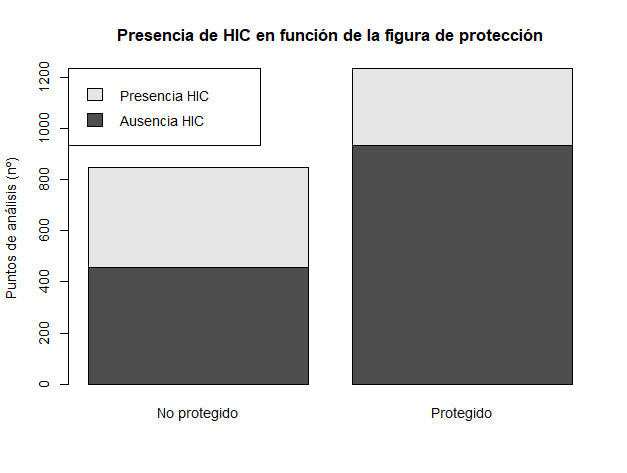 Presencia de HIC en función de la figura de protección
Puntos de análisis (nº)
1200
1000
800
600
400
200
0
Presencia HIC
Ausencia HIC
No protegido
Protegido